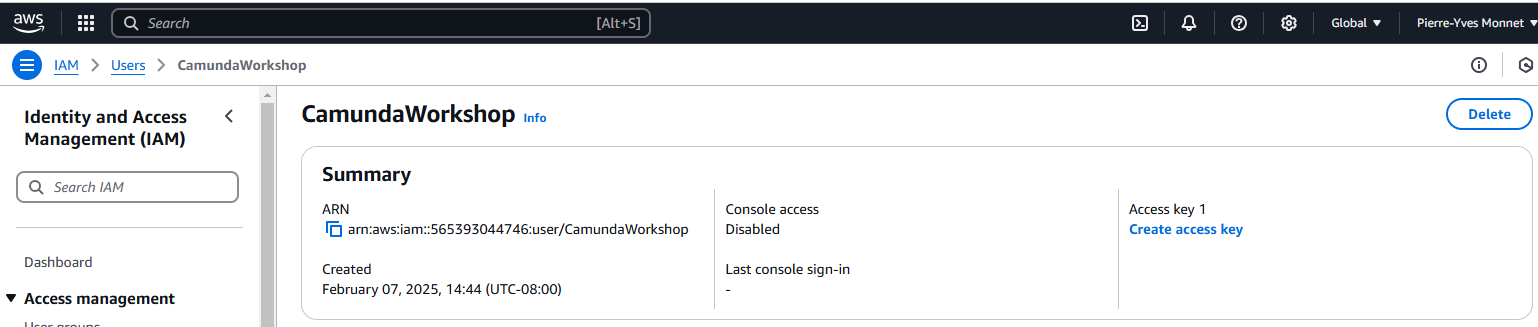 aws
Search
[Alt+S]
Global
Pierre-Yves Monnet
IAM
Users
CamundaWorkshop
Identity and Access
Management (IAM)
Search IAM
Dashboard
Access management
User groups
CamundaWorkshop Info
Delete
Summary
ARN
arn:aws:iam::565393044746:user/CamundaWorkshop
Created
February 07, 2025, 14:44 (UTC-08:00)
Console access
Disabled
Last console sign-in
-
Access key 1
Create access key